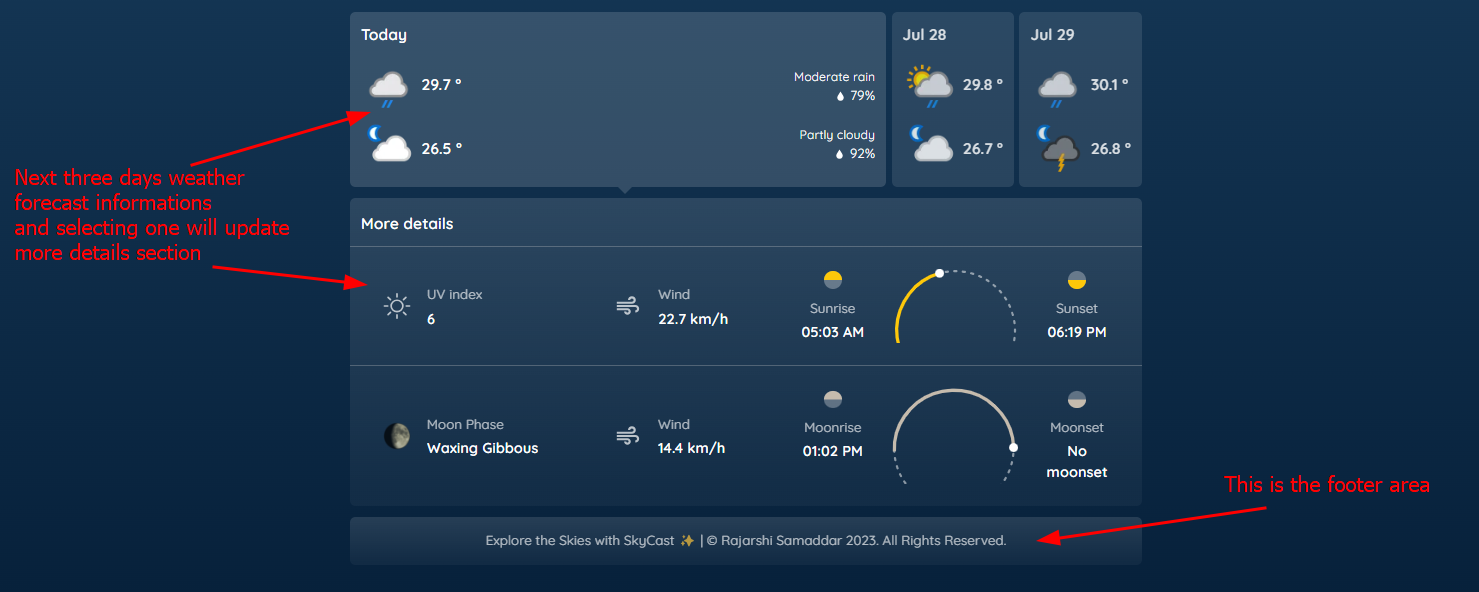 Today
29.7 °
Moderate rain
79%
26.5 °
Partly cloudy
92%
Jul 28
29.8 °
26.7 °
Jul 29
30.1 °
26.8 °
Next three days weather
forecast informations
and selecting one will update
more details section
More details
UV index
6
Wind
22.7 km/h
Sunrise
05:03 AM
Sunset
06:19 PM
Moon Phase
Waxing Gibbous
Wind
14.4 km/h
Moonrise
01:02 PM
Moonset
No
moonset
This is the footer area
Explore the Skies with SkyCast ✨ | © Rajarshi Samaddar 2023. All Rights Reserved.